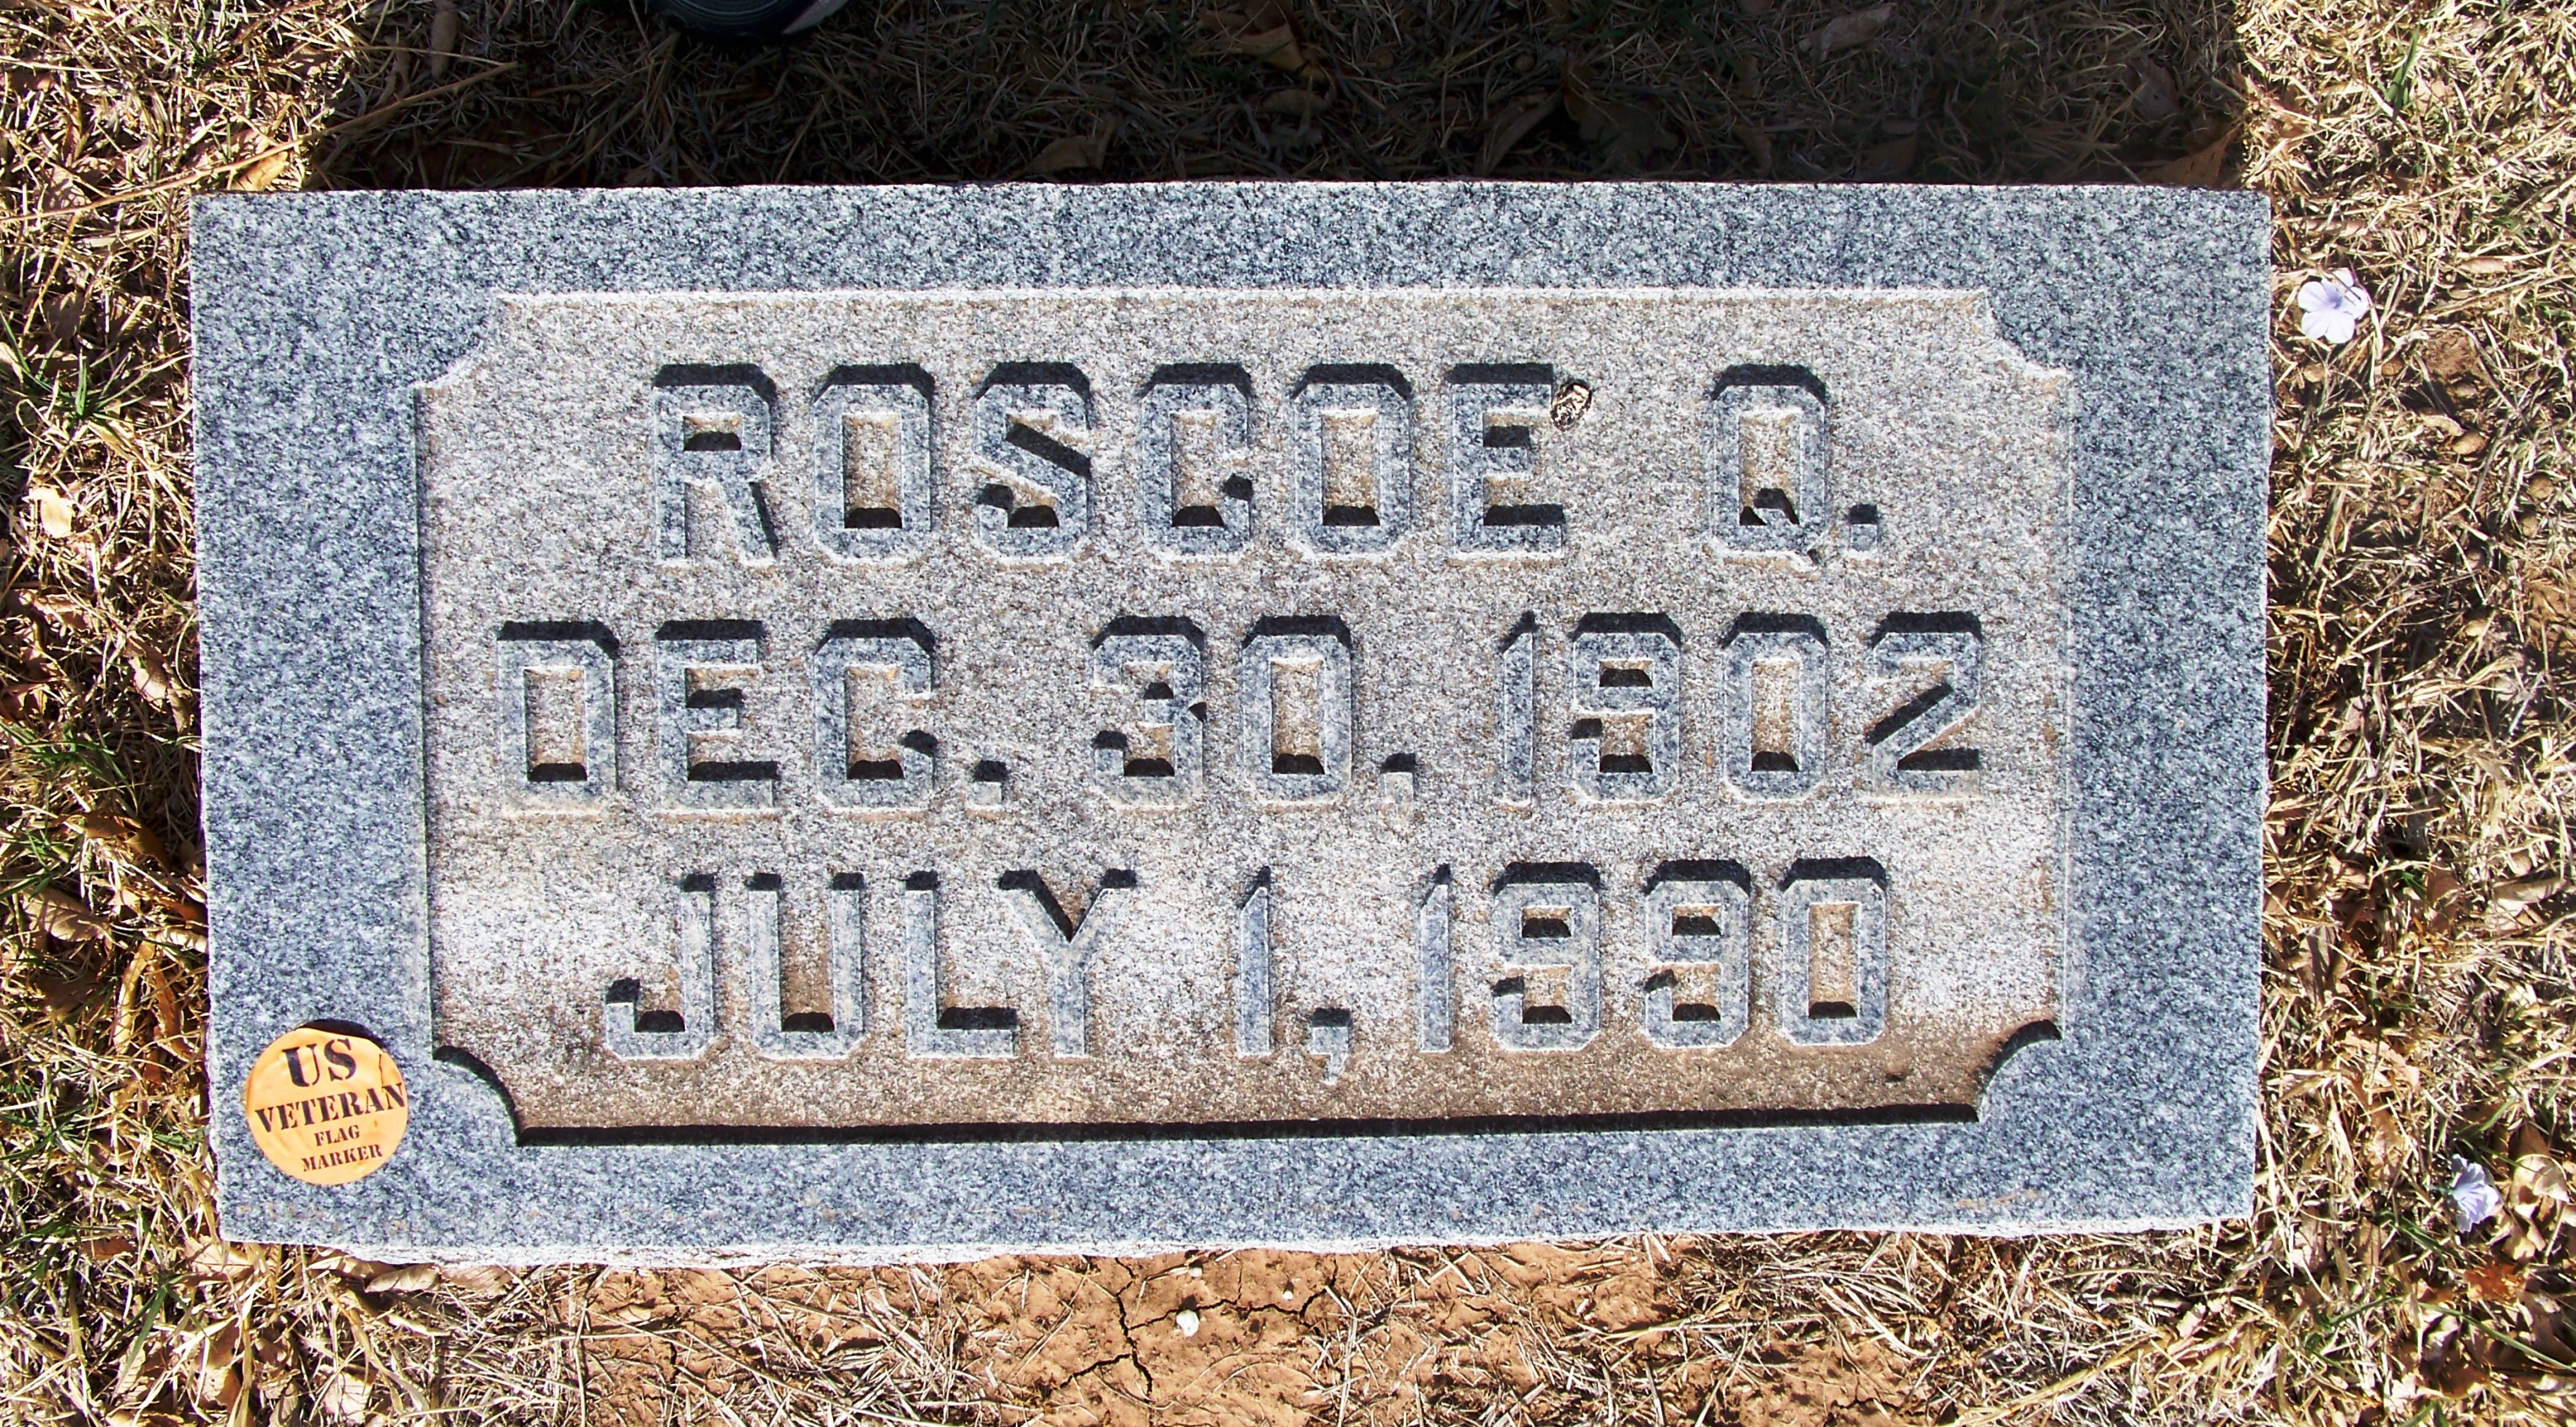 ROSCOE Q.
DEC. 30, 1902
JULY 1, 1990
US
VETERAN
FLAG
MARKER